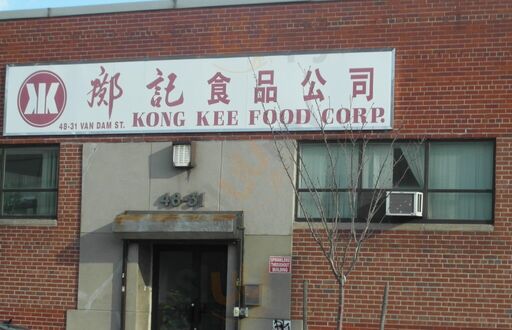 鄺記食品公司
48-31 VAN DAM ST. KONG KEE FOOD CORP.
48-31
SPRINKLERS
THROUGHOUT
BUILDING